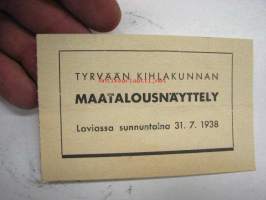 TYRVÄÄN KIHLAKUNNAN
MAATALOUSNÄYTTELY
Laviassa sunnuntaina 31. 7. 1938